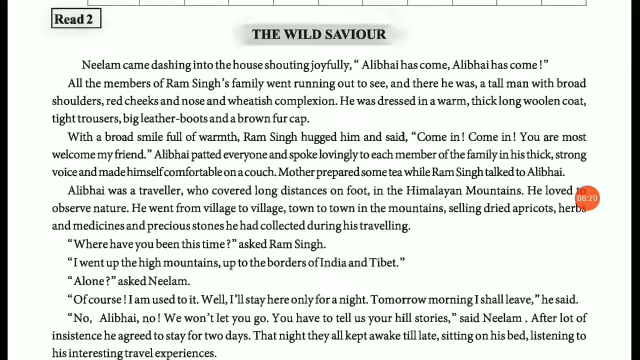 Read 2
THE WILD SAVIOUR
Neelam came dashing into the house shouting joyfully, “ Alibhai has come, Alibhai has come !”
All the members of Ram Singh’s family went running out to see, and there he was, a tall man with broad
shoulders, red cheeks and nose and wheatish complexion. He was dressed in a warm, thick long woolen coat,
tight trousers, big leather-boots and a brown fur cap.
With a broad smile full of warmth, Ram Singh hugged him and said, “Come in ! Come in ! You are most
welcome my friend.” Alibhai patted everyone and spoke lovingly to each member of the family in his thick, strong
voice and made himself comfortable on a couch. Mother prepared some tea while Ram Singh talked to Alibhai.
Alibhai was a traveller, who covered long distances on foot, in the Himalayan Mountains. He loved to
observe nature. He went from village to village, town to town in the mountains, selling dried apricots, herbs
08:29
and medicines and precious stones he had collected during his travelling.
“Where have you been this time?” asked Ram Singh.
“I went up the high mountains, up to the borders of India and Tibet.”
“Alone?” asked Neelam.
“Of course ! I am used to it. Well, I’ll stay here only for a night. Tomorrow morning I shall leave,” he said.
“No, Alibhai, no ! We won’t let you go. You have to tell us your hill stories,” said Neelam . After lot of
insistence he agreed to stay for two days. That night they all kept awake till late, sitting on his bed, listening to
his interesting travel experiences.